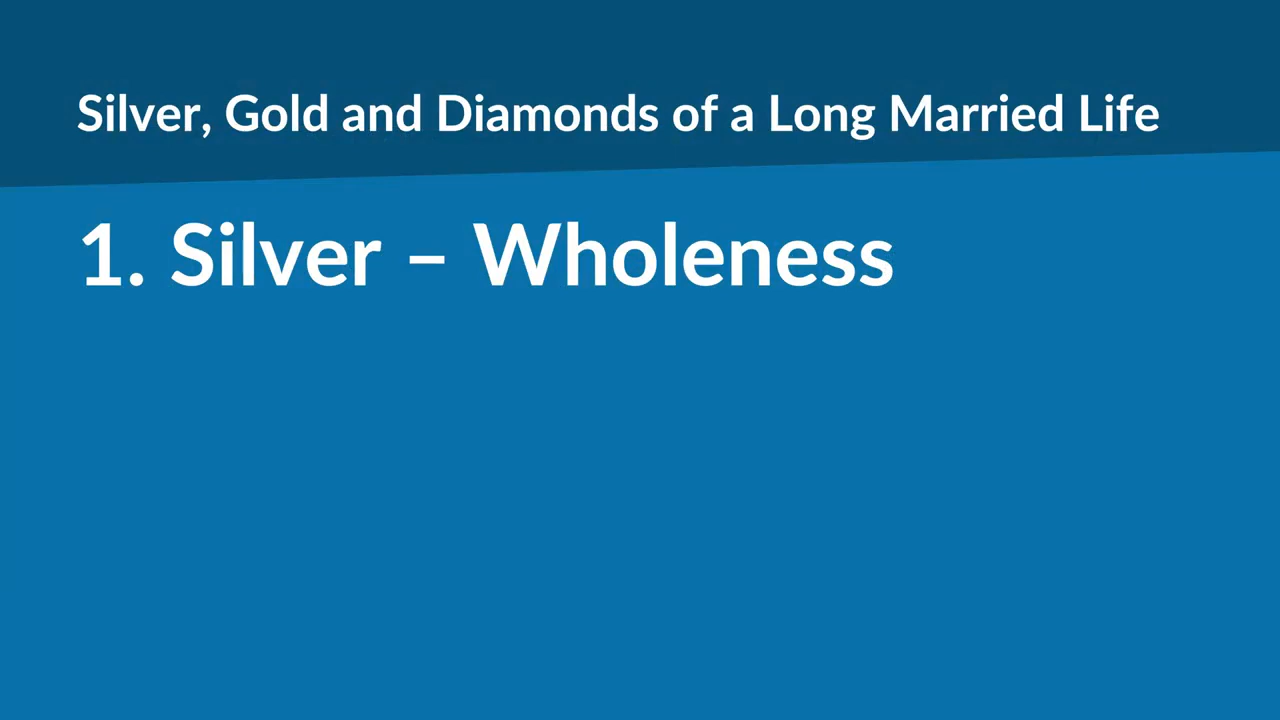 Silver, Gold and Diamonds of a Long Married Life
1. Silver – Wholeness